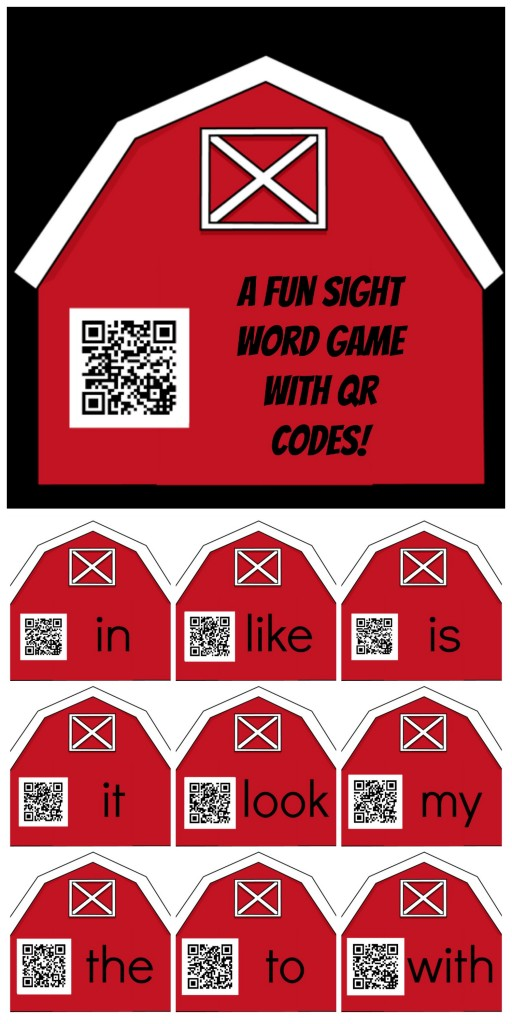 A FUN SIGHT
WORD GAME
WITH QR
CODES!
in
like
is
it
look
my
the
to
with